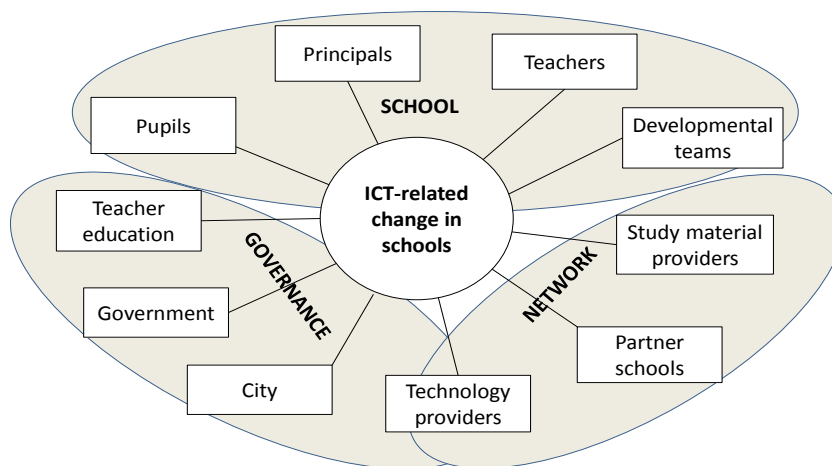 Principals
Teachers
SCHOOL
Pupils
Developmental
teams
ICT-related
change in
schools
Teacher
education
Study material
providers
GOVERNANCE
NETWORK
Government
Partner
schools
City
Technology
providers